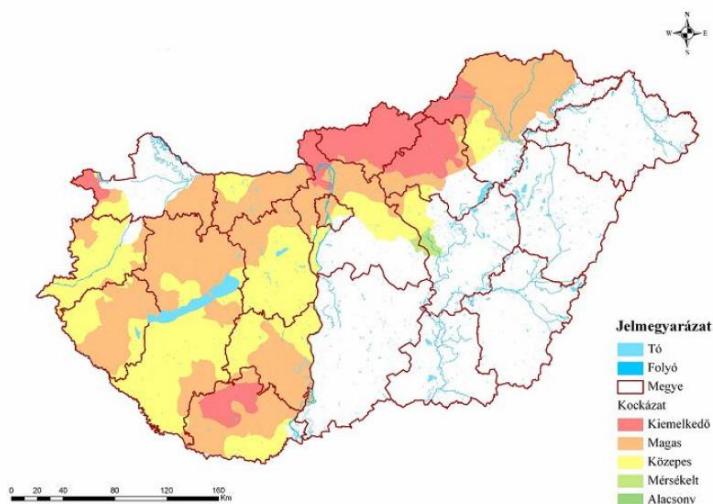 N
W E
S
Jelmegyarázat
Tó
Folyó
Megye
Kockázat
Kiemelkedő
Magas
Közepes
Mérsékelt
Alacsony
0 20 40 80 120 160
Km